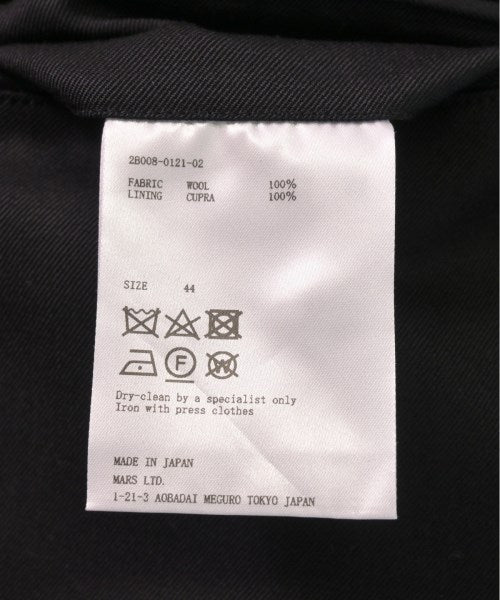 2B008-0121-02
FABRIC WOOL 100%
LINING CUPRA 100%
SIZE 44
F W
Dry-clean by a specialist only
Iron with press clothes
MADE IN JAPAN
MARS LTD.
1-21-3 AOBADAI MEGURO TOKYO JAPAN